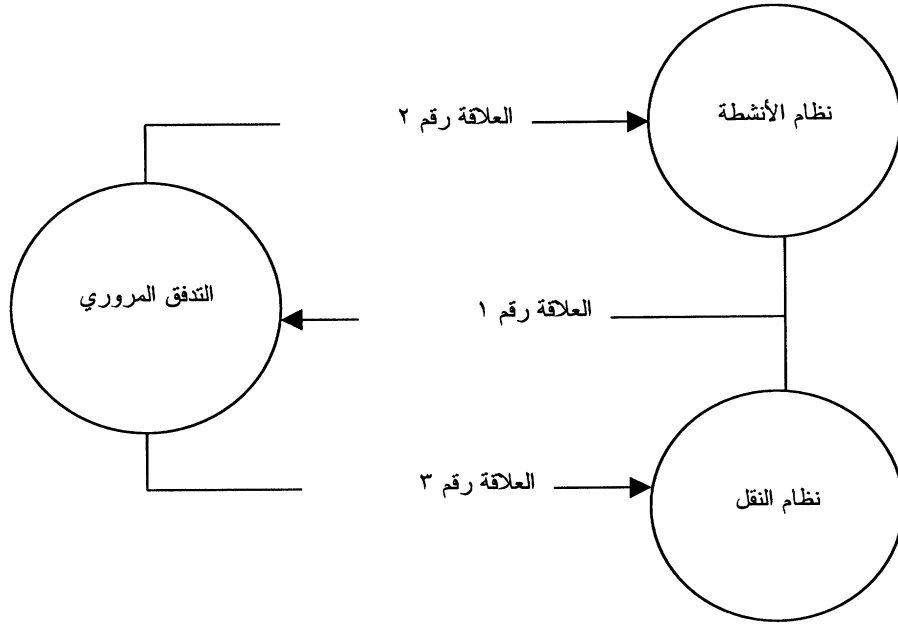 نظام الأنشطة
العلاقة رقم ٢
التدفق المروري
العلاقة رقم ١
العلاقة رقم ٣
نظام النقل